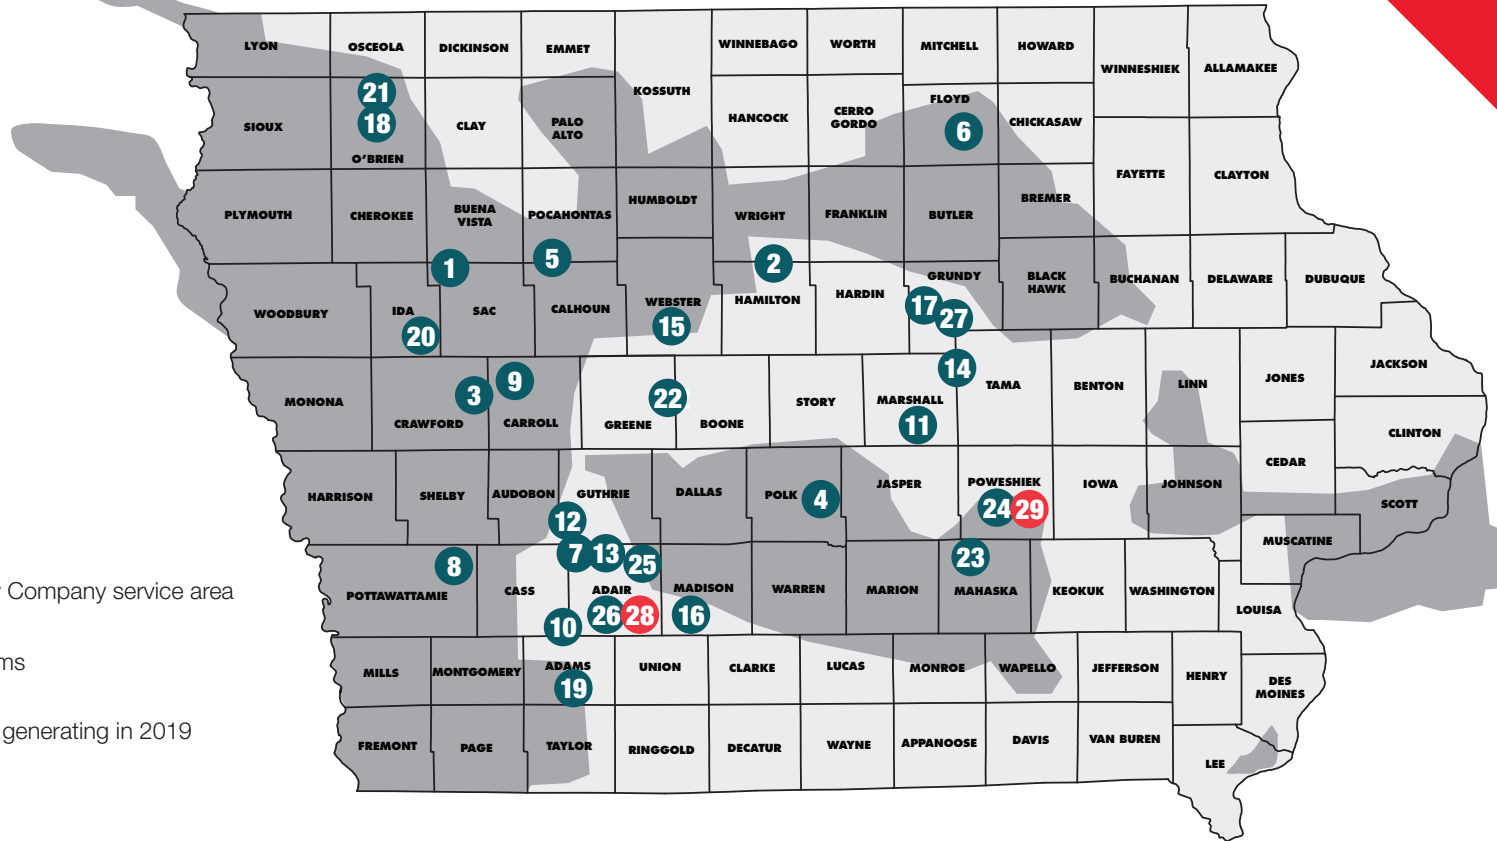 LYON
OSCEOLA
DICKINSON
EMMET
KOSSUTH
WINNEBAGO
WORTH
MITCHELL
HOWARD
WINNESHIEK
ALLAMAKEE
SIOUX
21
18
O'BRIEN
CLAY
PALO
ALTO
HANCOCK
CERRO
GORDO
FLOYD
6
CHICKASAW
FAYETTE
CLAYTON
PLYMOUTH
CHEROKEE
BUENA
VISTA
POCAHONTAS
HUMBOLDT
WRIGHT
FRANKLIN
BUTLER
BREMER
1
5
2
WOODBURY
IDA
20
SAC
CALHOUN
WEBSTER
15
HAMILTON
HARDIN
GRUNDY
17
27
BLACK
HAWK
BUCHANAN
DELAWARE
DUBUQUE
MONONA
CRAWFORD
3
9
CARROLL
GREENE
22
BOONE
STORY
MARSHALL
11
14
TAMA
BENTON
LINN
JONES
JACKSON
CLINTON
CEDAR
HARRISON
SHELBY
AUDOBON
GUTHRIE
12
DALLAS
POLK
4
JASPER
POWESHIEK
24
29
IOWA
JOHNSON
SCOTT
MUSCATINE
8
POTTAWATTAMIE
CASS
7
13
25
ADAIR
26
28
10
MADISON
16
WARREN
MARION
23
MAHASKA
KEOKUK
WASHINGTON
LOUISA
MILLS
MONTGOMERY
ADAMS
19
UNION
CLARKE
LUCAS
MONROE
WAPELLO
JEFFERSON
HENRY
DES
MOINES
FREMONT
PAGE
TAYLOR
RINGGOLD
DECATUR
WAYNE
APPANOOSE
DAVIS
VAN BUREN
LEE
Company service area
ms
generating in 2019